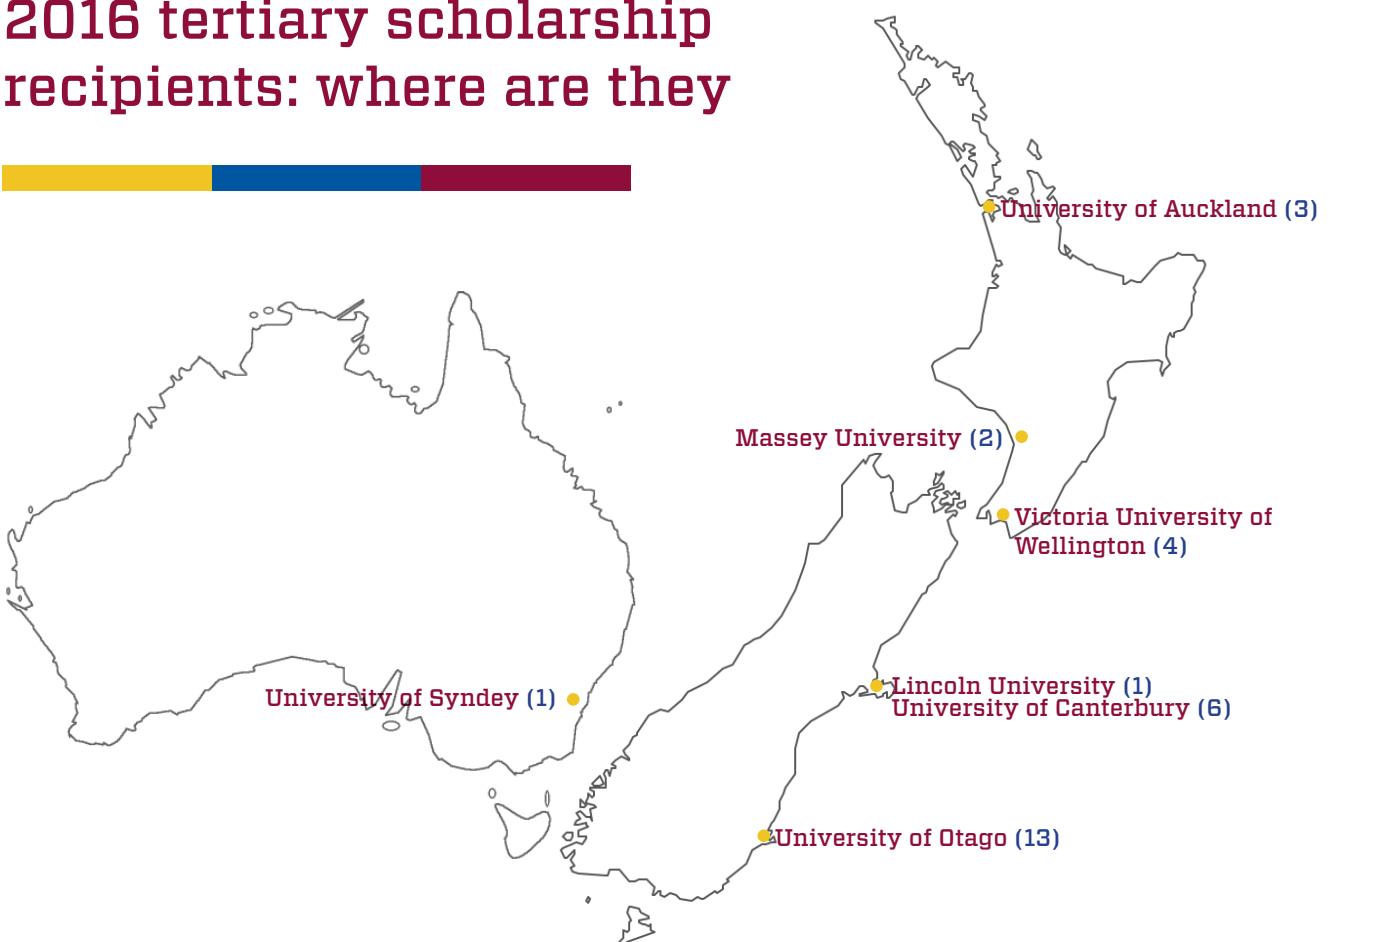 2016 tertiary scholarship
recipients: where are they
University of Auckland (3)
Massey University (2)
Victoria University of
Wellington (4)
Lincoln University (1)
University of Syndey (1)
University of Canterbury (6)
University of Otago (13)